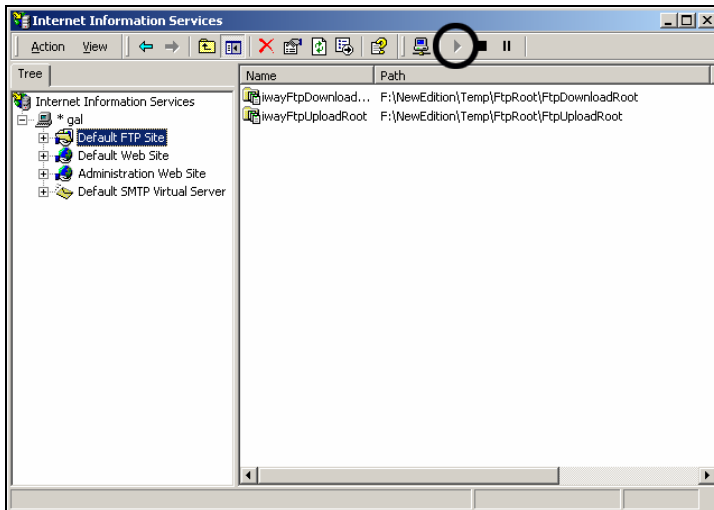 Internet Information Services
Action View
Tree
Name Path
Internet Information Services
* gal
Default FTP Site
Default Web Site
Administration Web Site
Default SMTP Virtual Server
iwayFtpDownload... F:\NewEdition\Temp\FtpRoot\FtpDownloadRoot
iwayFtpUploadRoot F:\NewEdition\Temp\FtpRoot\FtpUploadRoot